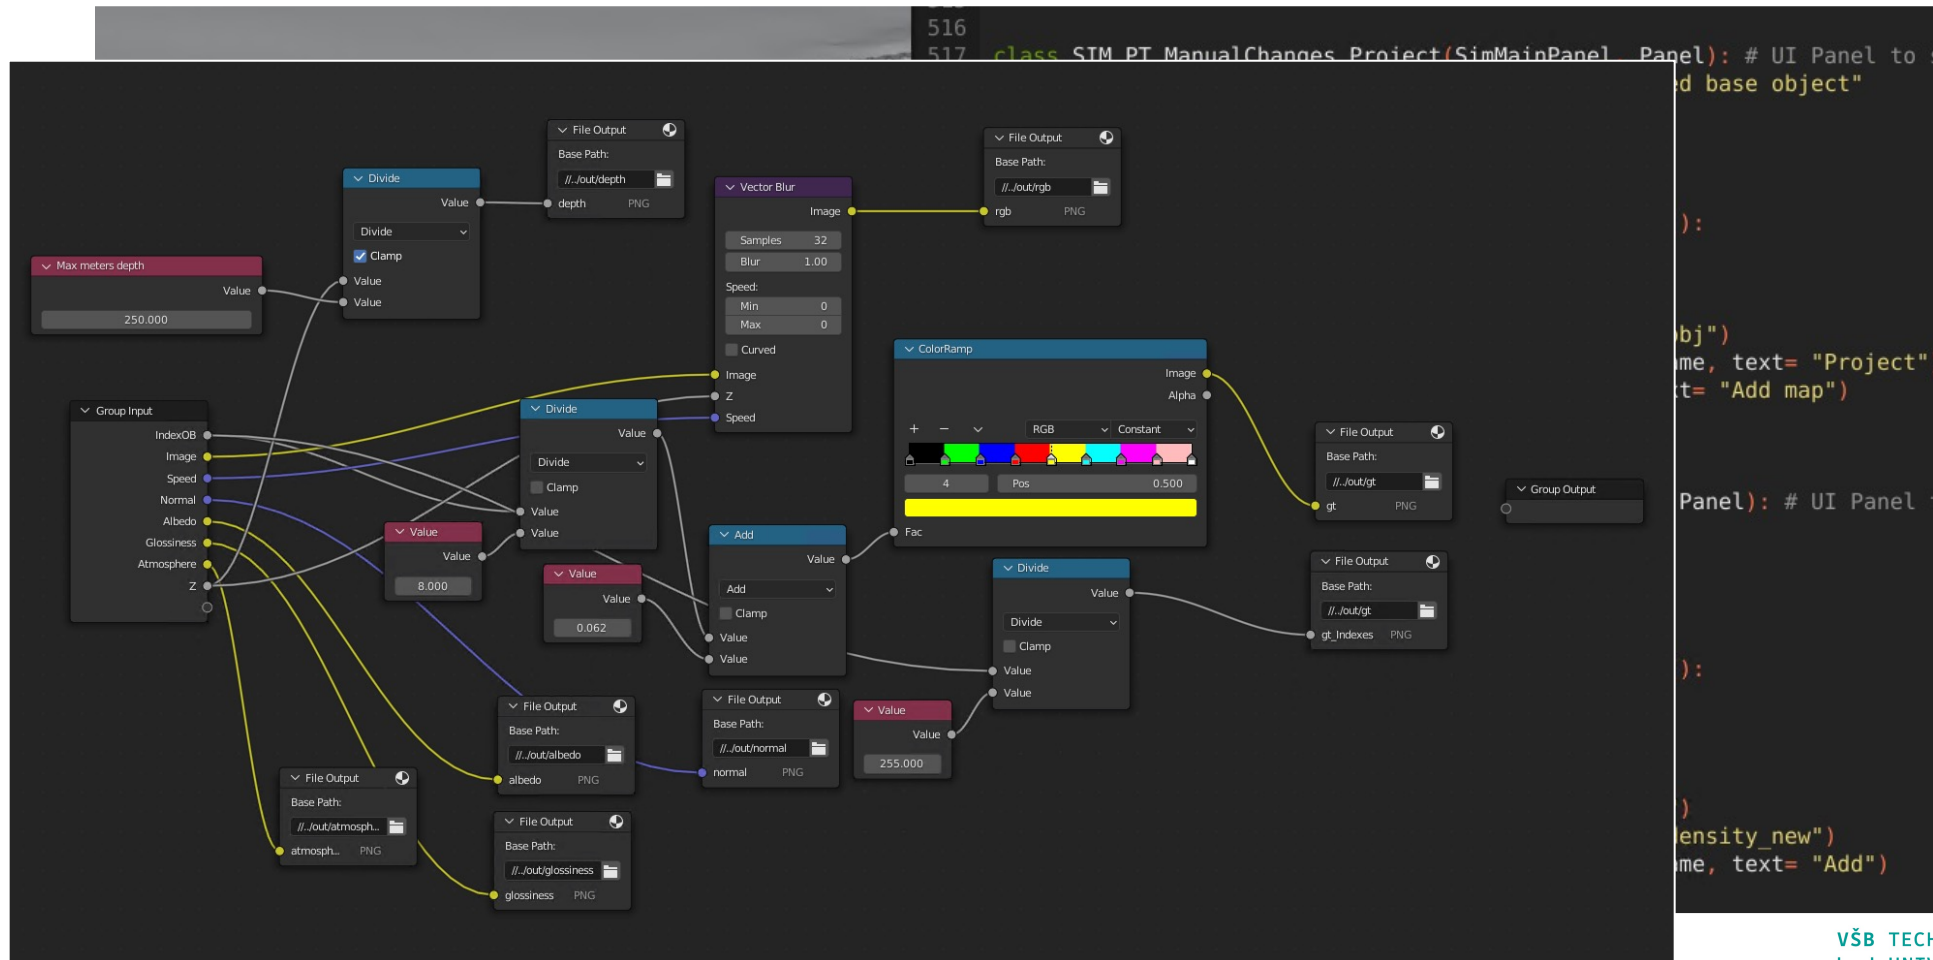 516
517 class SIM_PT_ManualChanges_Project(SimMainPanel, Panel): # UI Panel to
d base object"
):
bj")
me, text= "Project"
t= "Add map")
Panel): # UI Panel
):
)
density_new")
me, text= "Add")
VŠB TECH
File Output
Base Path:
//../out/depth
depth PNG
Divide
Value
Divide
Clamp
Value
Value
Max meters depth
Value
250.000
Vector Blur
Image
Samples 32
Blur 1.00
Speed:
Min 0
Max 0
Curved
Image
Z
Speed
File Output
Base Path:
//../out/rgb
rgb PNG
Group Input
IndexOB
Image
Speed
Normal
Albedo
Glossiness
Atmosphere
Z
Divide
Value
Divide
Clamp
Value
Value
Value
Value
8.000
Value
Value
0.062
Add
Value
Add
Clamp
Value
Value
ColorRamp
Image
Alpha
+ − RGB Constant
4 Pos 0.500
Fac
File Output
Base Path:
//../out/gt
gt PNG
Group Output
Divide
Value
Divide
Clamp
Value
Value
File Output
Base Path:
//../out/gt
gt_Indexes PNG
Value
Value
255.000
File Output
Base Path:
//../out/albedo
albedo PNG
File Output
Base Path:
//../out/normal
normal PNG
File Output
Base Path:
//../out/atmosph...
atmosph... PNG
File Output
Base Path:
//../out/glossiness
glossiness PNG